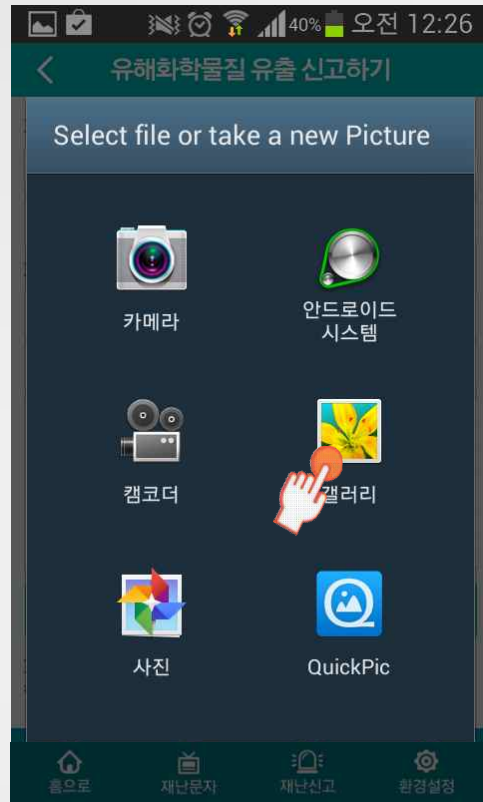 40% 오전 12:26
유해화학물질 유출 신고하기
Select file or take a new Picture
카메라
안드로이드
시스템
캠코더
갤러리
사진
QuickPic
홈으로 재난문자 재난신고 환경설정